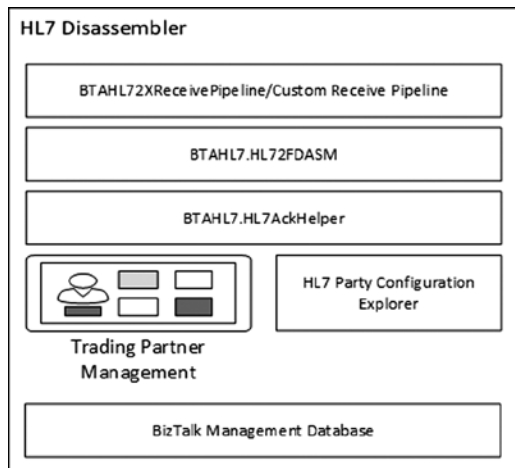 HL7 Disassembler
BTAHL72XReceivePipeline/Custom Receive Pipeline
BTAHL7.HL72FDASM
BTAHL7.HL7AckHelper
Trading Partner
Management
HL7 Party Configuration
Explorer
BizTalk Management Database